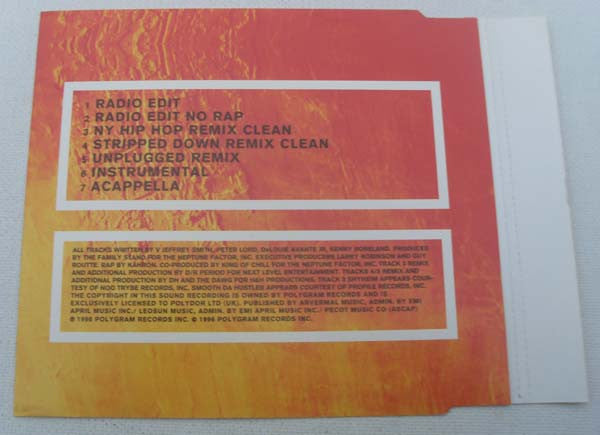 1 RADIO EDIT
2 RADIO EDIT NO RAP
3 NY HIP HOP REMIX CLEAN
4 STRIPPED DOWN REMIX CLEAN
5 UNPLUGGED REMIX
6 INSTRUMENTAL
7 ACAPPELLA
ALL TRACKS WRITTEN BY V JEFFREY SMITH, PETER LORD, DeLOUIE AVANTE JR, KENNY BORELAND. PRODUCED
BY THE FAMILY STAND FOR THE NEPTUNE FACTOR, INC. EXECUTIVE PRODUCERS LARRY ROBINSON AND GUY
ROUTTE. RAP BY KAHRON. CO-PRODUCED BY KING OF CHILL FOR THE NEPTUNE FACTOR, INC. TRACK 3 REMIX
AND ADDITIONAL PRODUCTION BY D/R PERIOD FOR NEXT LEVEL ENTERTAINMENT. TRACKS 4/5 REMIX AND
ADDITIONAL PRODUCTION BY DH AND THE DAWG FOR H&H PRODUCTIONS. TRACK 3 SHYHEIM APPEARS COUR-
TESY OF NOO TRYBE RECORDS, INC. SMOOTH DA HUSTLER APPEARS COURTESY OF PROFILE RECORDS, INC.
THE COPYRIGHT IN THIS SOUND RECORDING IS OWNED BY POLYGRAM RECORDS AND IS
EXCLUSIVELY LICENSED TO POLYDOR LTD (UK). PUBLISHED BY ARVERMAL MUSIC, ADMIN. BY EMI
APRIL MUSIC INC./ LEOSUN MUSIC, ADMIN. BY EMI APRIL MUSIC INC./ PECOT MUSIC CO (ASCAP)
℗ 1996 POLYGRAM RECORDS INC. © 1996 POLYGRAM RECORDS INC.